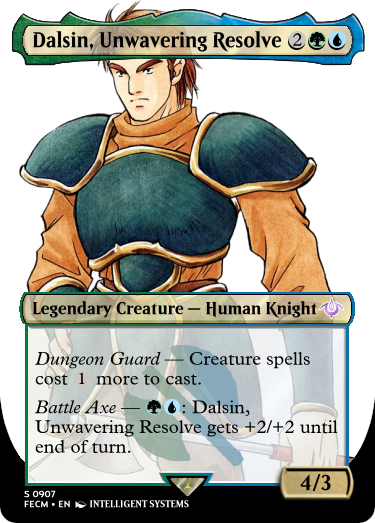 Dalsin, Unwavering Resolve 2
Legendary Creature — Human Knight
Dungeon Guard — Creature spells
cost 1 more to cast.
Battle Axe — : Dalsin,
Unwavering Resolve gets +2/+2 until
end of turn.
4/3
S 0907
FECM • EN INTELLIGENT SYSTEMS